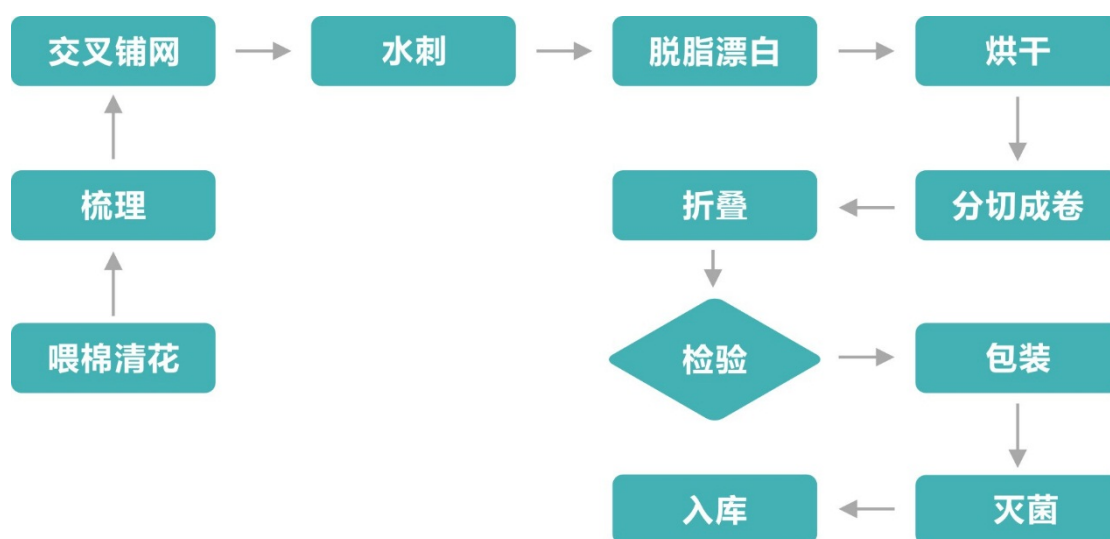 交叉铺网
水刺
脱脂漂白
烘干
梳理
折叠
分切成卷
喂棉清花
检验
包装
入库
灭菌